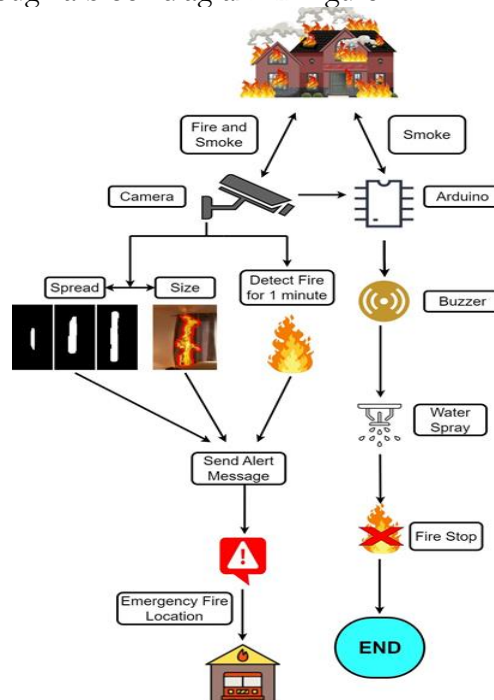 Fire and
Smoke
Smoke
Camera
Arduino
Spread
Size
Detect Fire
for 1 minute
Buzzer
Water
Spray
Send Alert
Message
Fire Stop
Emergency Fire
Location
END